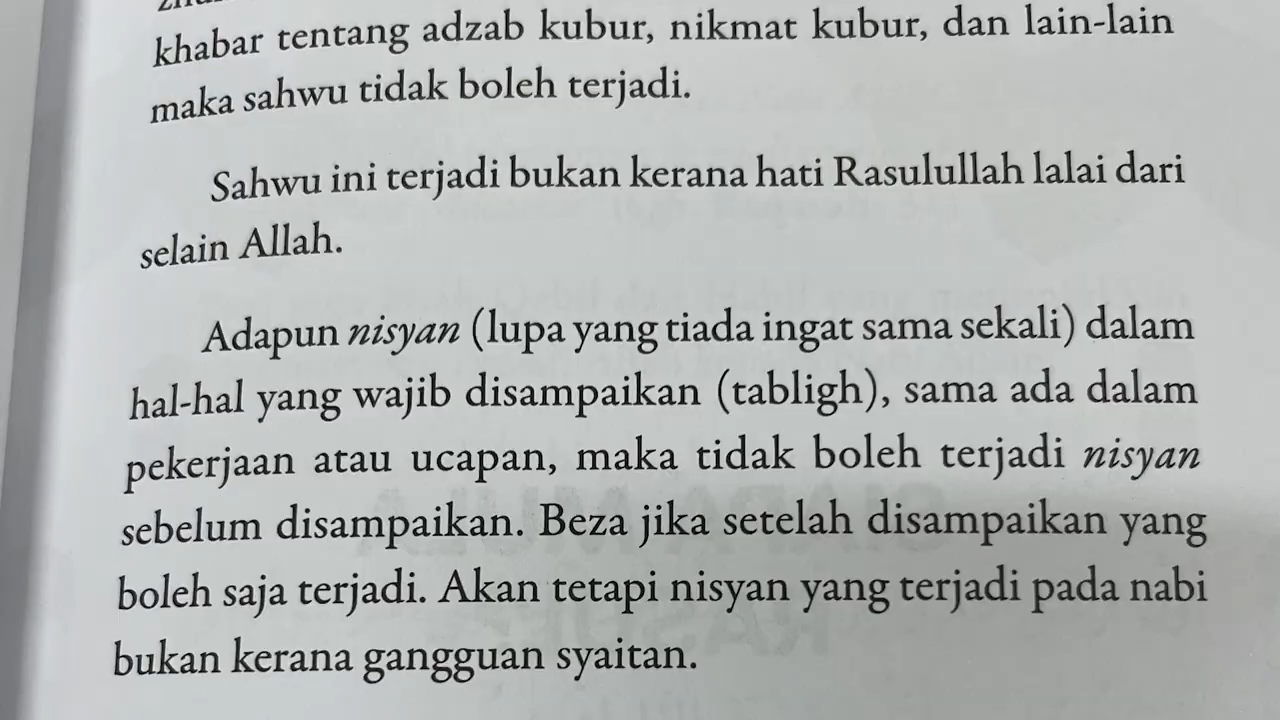 khabar tentang adzab kubur, nikmat kubur, dan lain-lain
maka sahwu tidak boleh terjadi.
Sahwu ini terjadi bukan kerana hati Rasulullah lalai dari
selain Allah.
Adapun nisyan (lupa yang tiada ingat sama sekali) dalam
hal-hal yang wajib disampaikan (tabligh), sama ada dalam
pekerjaan atau ucapan, maka tidak boleh terjadi nisyan
sebelum disampaikan. Beza jika setelah disampaikan yang
boleh saja terjadi. Akan tetapi nisyan yang terjadi pada nabi
bukan kerana gangguan syaitan.